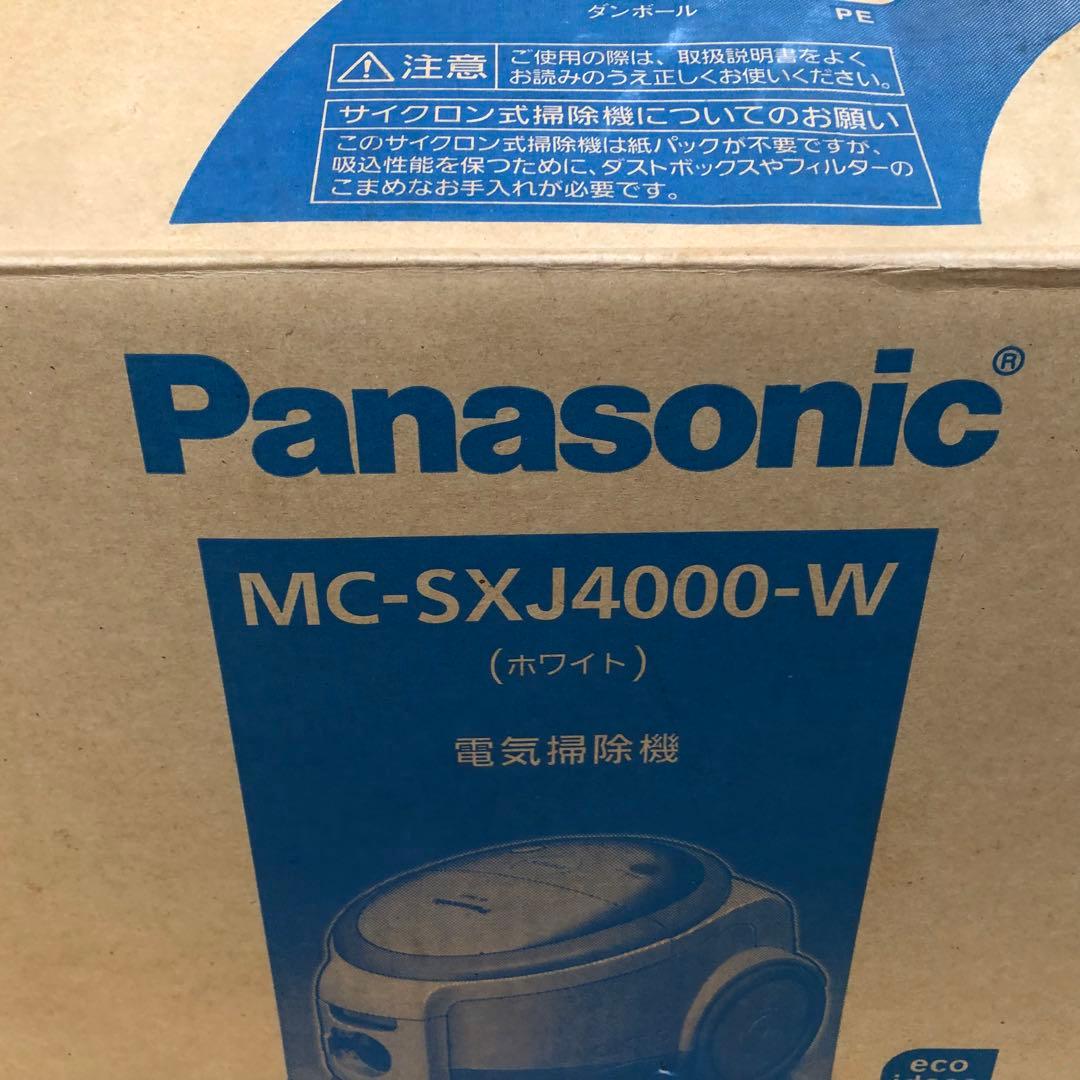 ダンボール
PE
注意
ご使用の際は、取扱説明書をよく
お読みのうえ正しくお使いください。
サイクロン式掃除機についてのお願い
このサイクロン式掃除機は紙パックが不要ですが、
吸込性能を保つために、ダストボックスやフィルターの
こまめなお手入れが必要です。
Panasonic®
MC-SXJ4000-W
(ホワイト)
電気掃除機
eco